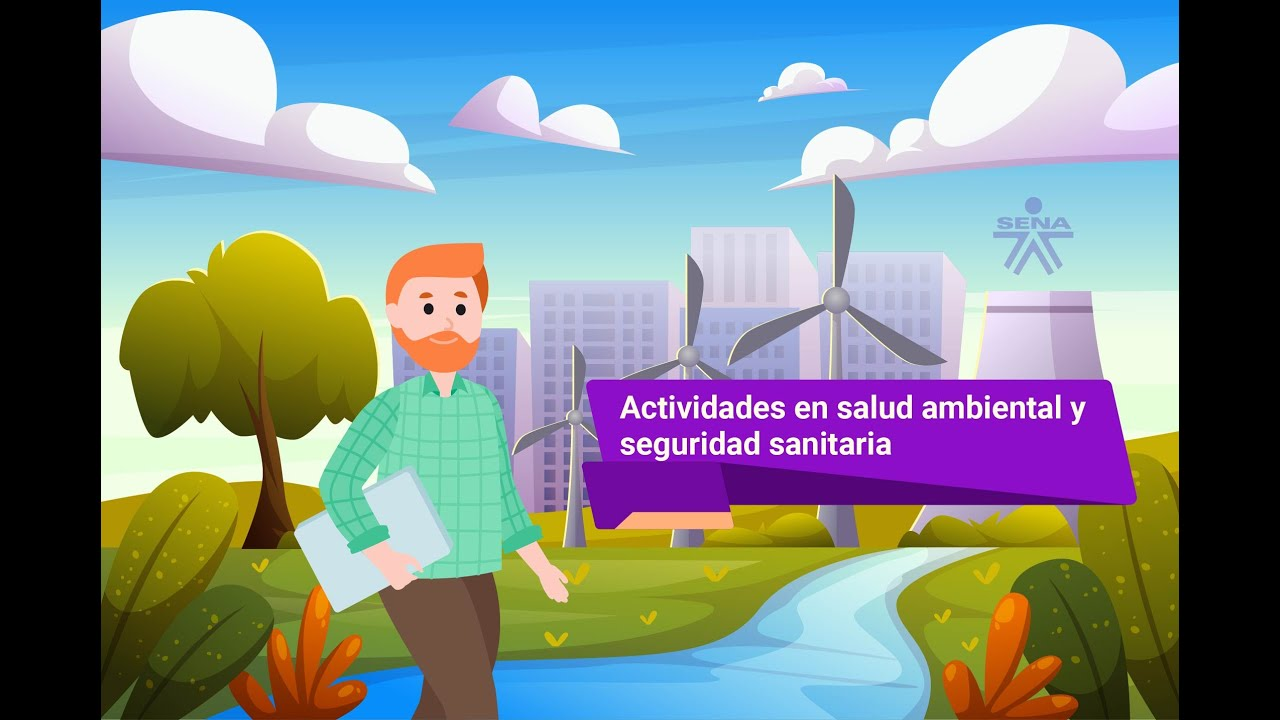 SENA
Actividades en salud ambiental y
seguridad sanitaria